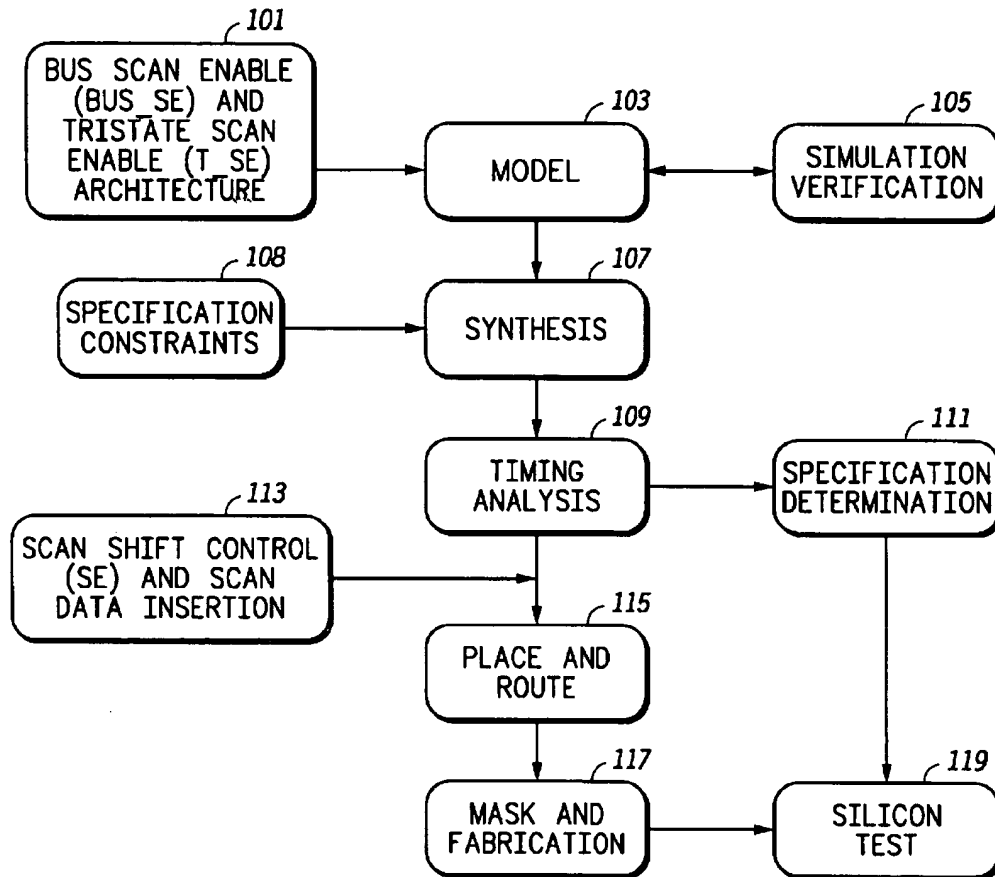 101
BUS SCAN ENABLE
(BUS_SE) AND
TRISTATE SCAN
ENABLE (T_SE)
ARCHITECTURE
103
MODEL
105
SIMULATION
VERIFICATION
108
SPECIFICATION
CONSTRAINTS
107
SYNTHESIS
109
TIMING
ANALYSIS
111
SPECIFICATION
DETERMINATION
113
SCAN SHIFT CONTROL
(SE) AND SCAN
DATA INSERTION
115
PLACE AND
ROUTE
117
MASK AND
FABRICATION
119
SILICON
TEST